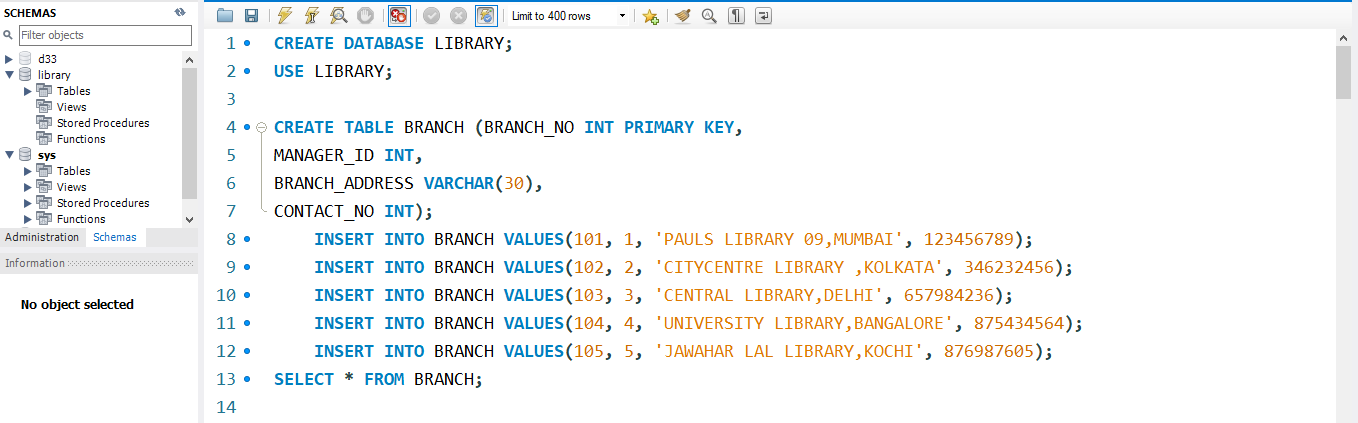 SCHEMAS
Filter objects
d33
library
Tables
Views
Stored Procedures
Functions
sys
Tables
Views
Stored Procedures
Functions
Administration Schemas
Information
No object selected
Limit to 400 rows
1 CREATE DATABASE LIBRARY;
2 USE LIBRARY;
3
4 CREATE TABLE BRANCH (BRANCH_NO INT PRIMARY KEY,
5 MANAGER_ID INT,
6 BRANCH_ADDRESS VARCHAR(30),
7 CONTACT_NO INT);
8 INSERT INTO BRANCH VALUES(101, 1, 'PAULS LIBRARY 09,MUMBAI', 123456789);
9 INSERT INTO BRANCH VALUES(102, 2, 'CITYCENTRE LIBRARY ,KOLKATA', 346232456);
10 INSERT INTO BRANCH VALUES(103, 3, 'CENTRAL LIBRARY,DELHI', 657984236);
11 INSERT INTO BRANCH VALUES(104, 4, 'UNIVERSITY LIBRARY,BANGALORE', 875434564);
12 INSERT INTO BRANCH VALUES(105, 5, 'JAWAHAR LAL LIBRARY,KOCHI', 876987605);
13 SELECT * FROM BRANCH;
14